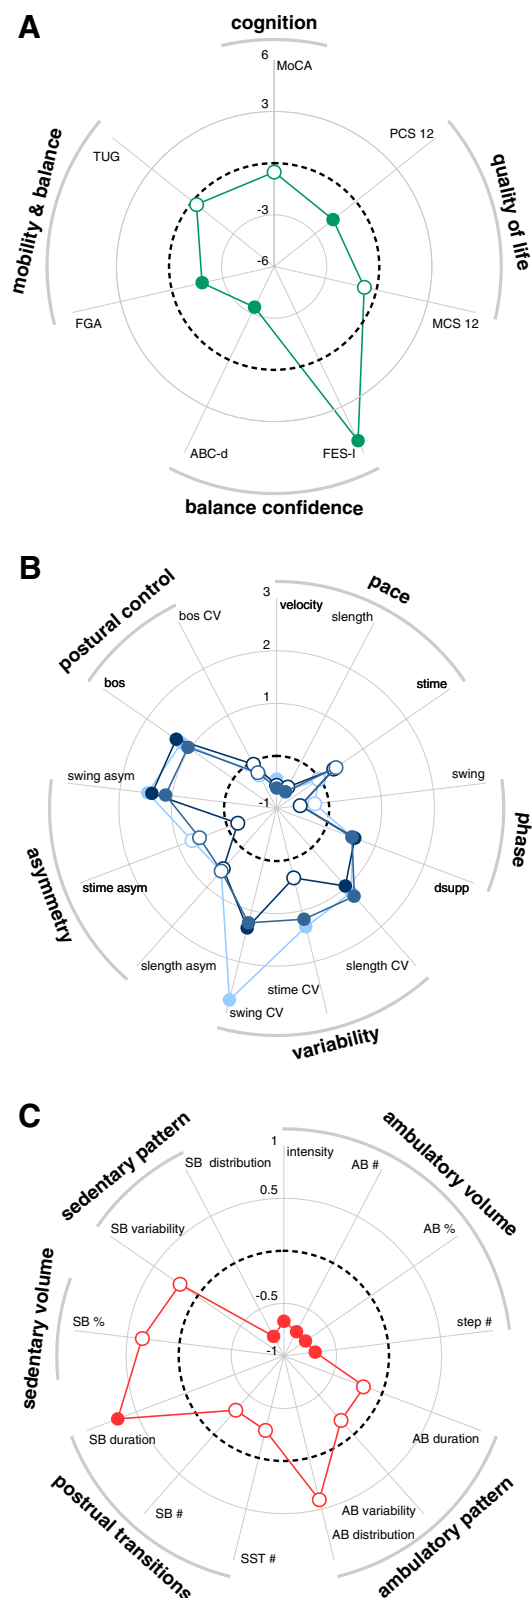 A
cognition
6
MoCA
3
PCS 12
TUG
mobility & balance
quality of life
-3
-6
FGA
MCS 12
ABC-d
FES-I
balance confidence
B
pace
postural control
3
velocity
bos CV
slength
2
bos
stime
1
swing asym
swing
-1
phase
asymmetry
stime asym
dsupp
slength asym
slength CV
stime CV
swing CV
variability
C
ambulatory volume
sedentary pattern
1
intensity
SB distribution
AB #
0.5
SB variability
AB %
sedentary volume
-0.5
SB %
step #
-1
SB duration
AB duration
postrual transitions
ambulatory pattern
SB #
AB variability
AB distribution
SST #